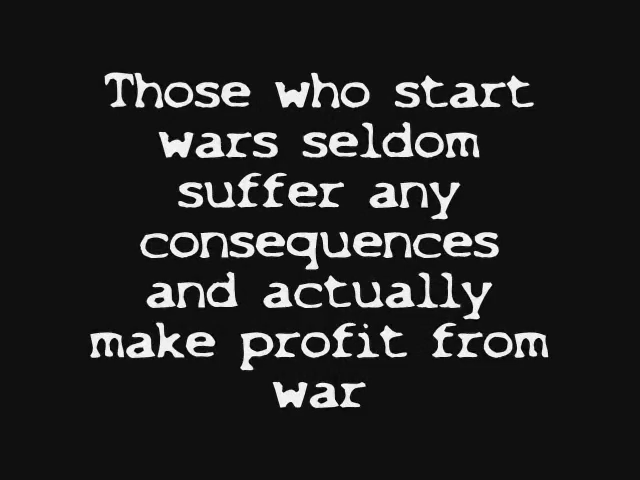 Those who start
wars seldom
suffer any
consequences
and actually
make profit from
war